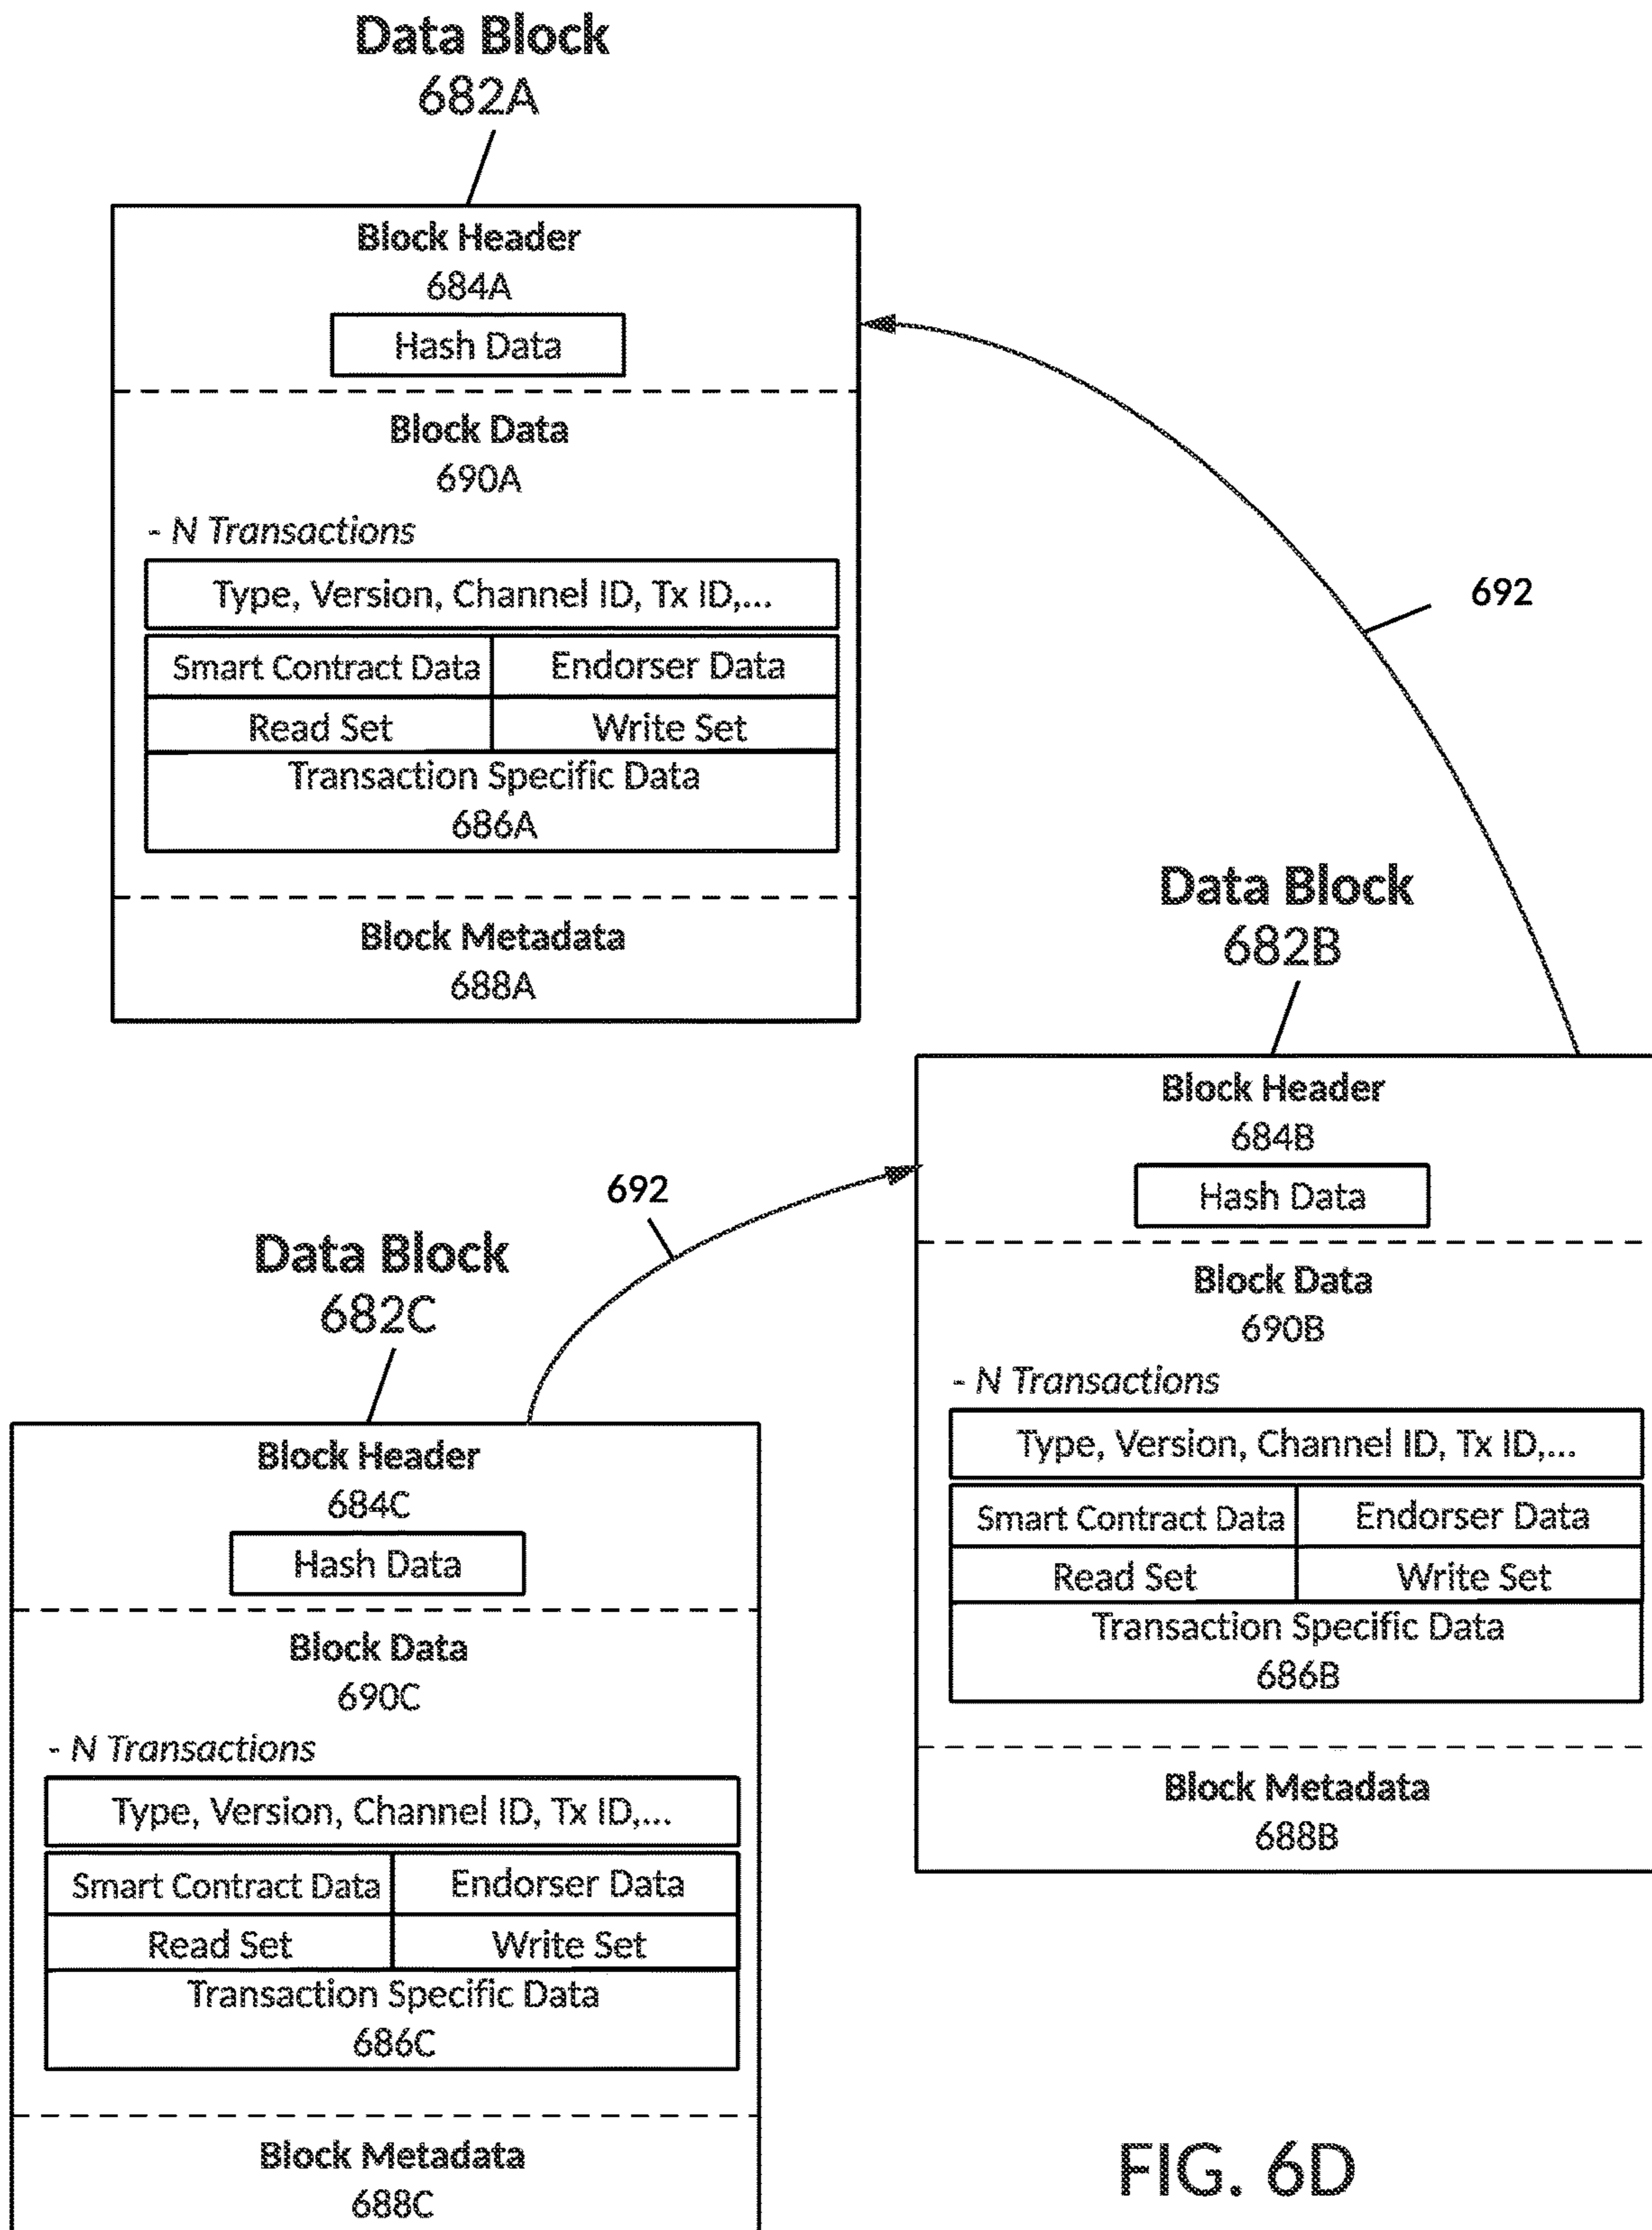 Data Block
682A
Block Header
684A
Hash Data
Block Data
690A
- N Transactions
Type, Version, Channel ID, Tx ID,...
Smart Contract Data
Endorser Data
Read Set
Write Set
Transaction Specific Data
686A
Block Metadata
688A
692
Data Block
682B
Block Header
684B
Hash Data
Block Data
690B
- N Transactions
Type, Version, Channel ID, Tx ID,...
Smart Contract Data
Endorser Data
Read Set
Write Set
Transaction Specific Data
686B
Block Metadata
688B
692
Data Block
682C
Block Header
684C
Hash Data
Block Data
690C
- N Transactions
Type, Version, Channel ID, Tx ID,...
Smart Contract Data
Endorser Data
Read Set
Write Set
Transaction Specific Data
686C
Block Metadata
688C
FIG. 6D